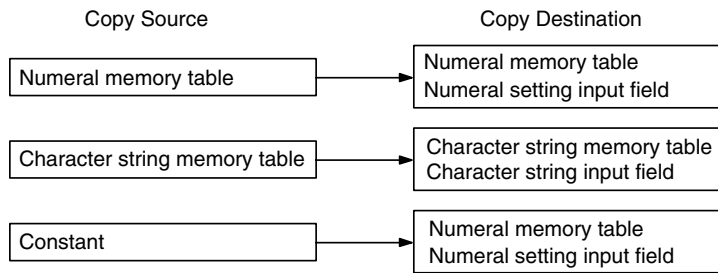 Copy Source
Copy Destination
Numeral memory table
Numeral memory table
Numeral setting input field
Character string memory table
Character string memory table
Character string input field
Constant
Numeral memory table
Numeral setting input field